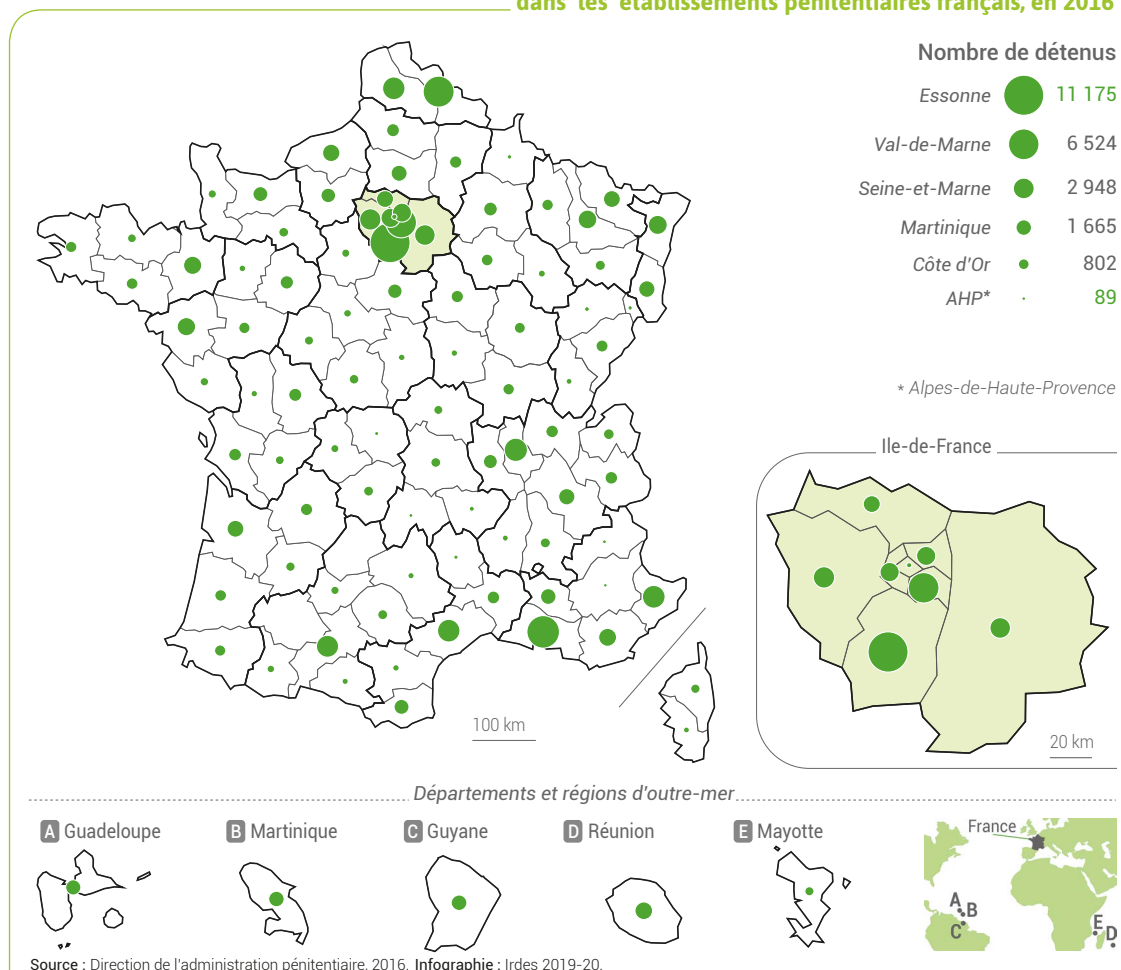 dans les établissements pénitentiaires français, en 2016
Nombre de détenus
Essonne 11 175
Val-de-Marne 6 524
Seine-et-Marne 2 948
Martinique 1 665
Côte d'Or 802
AHP* 89
* Alpes-de-Haute-Provence
Ile-de-France
100 km
20 km
Départements et régions d'outre-mer
A Guadeloupe
B Martinique
C Guyane
D Réunion
E Mayotte
France
A
B
C
E
D
Source : Direction de l'administration pénitentiaire, 2016. Infographie : Irdes 2019-20.